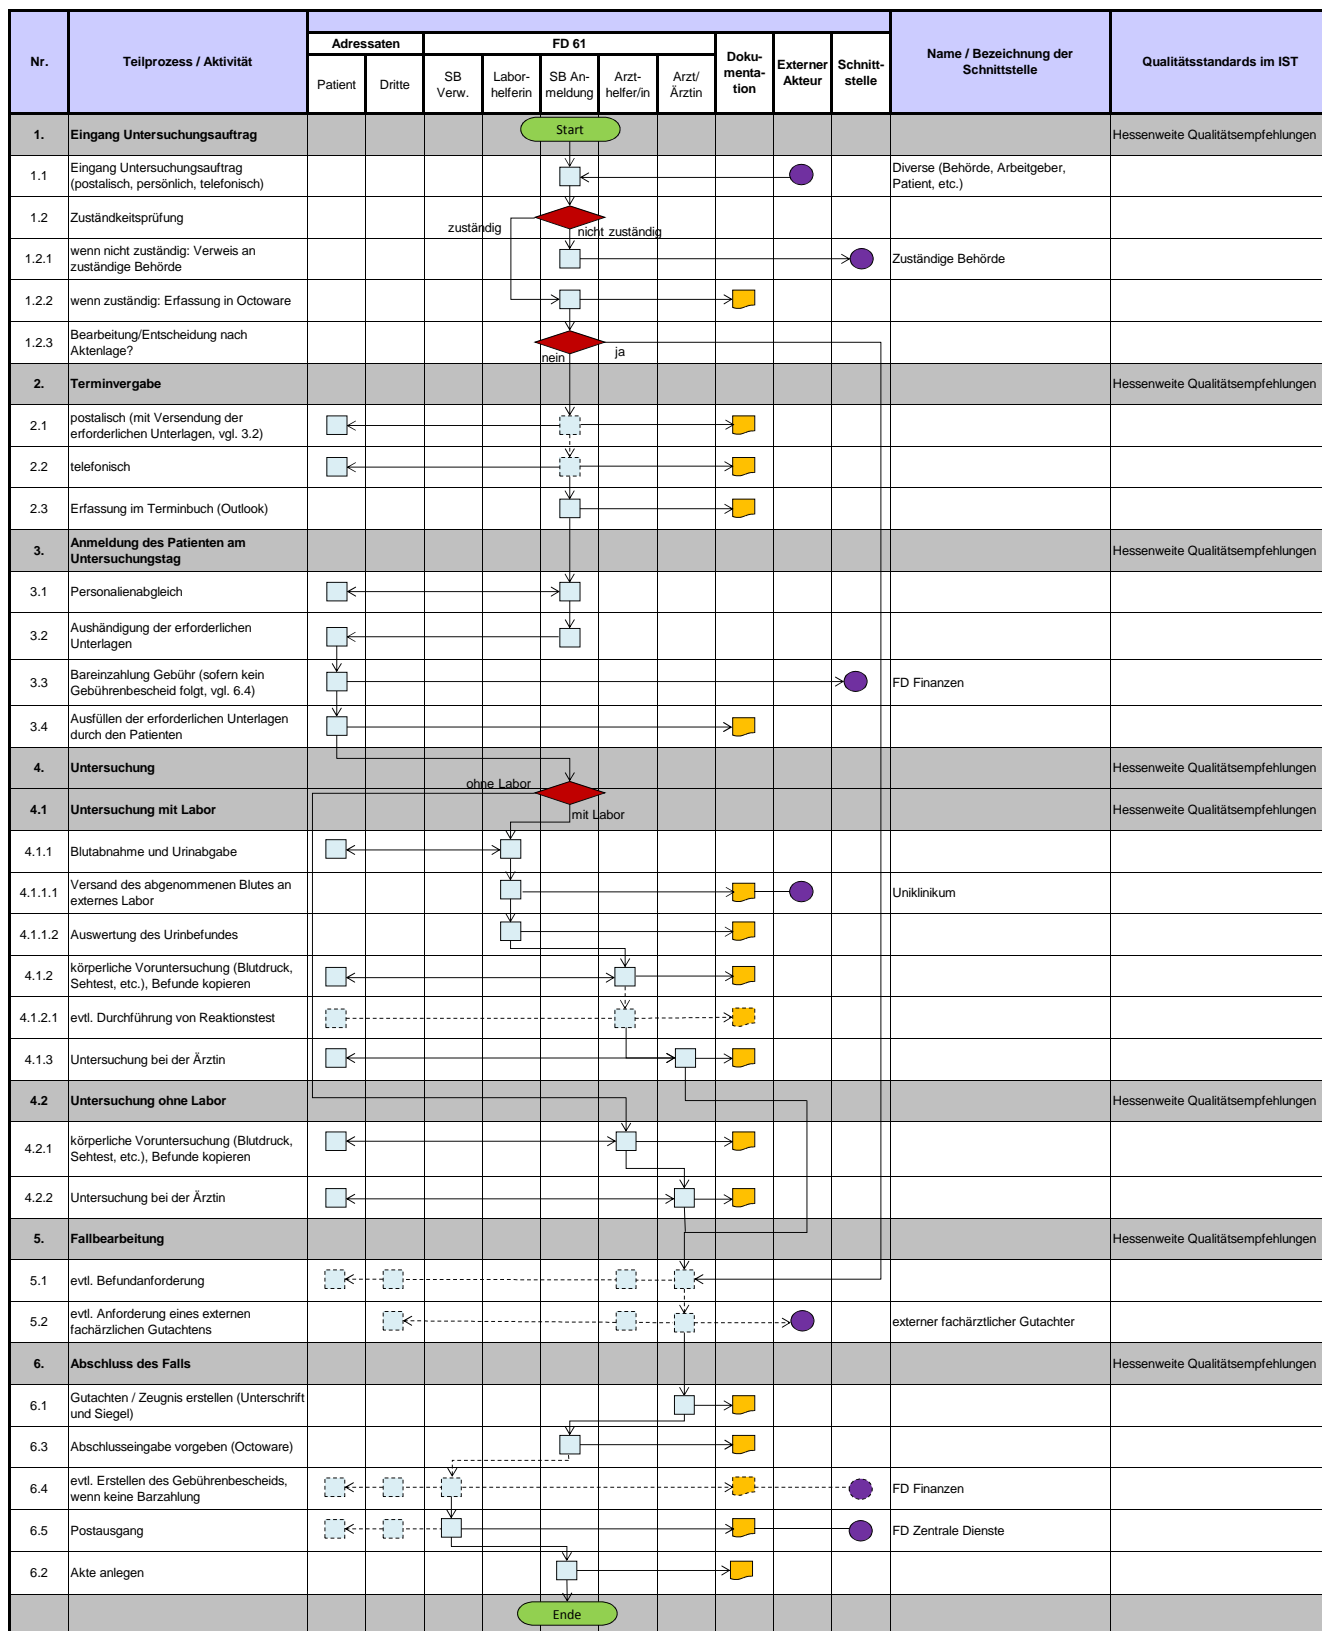 Nr.
Teilprozess / Aktivität
Adressaten
FD 61
Patient
Dritte
SB
Verw.
Labor-
helferin
SB An-
meldung
Arzt-
helfer/in
Arzt/
Ärztin
Doku-
menta-
tion
Externer
Akteur
Schnitt-
stelle
Name / Bezeichnung der
Schnittstelle
Qualitätsstandards im IST
1.
Eingang Untersuchungsauftrag
Start
Hessenweite Qualitätsempfehlungen
1.1
Eingang Untersuchungsauftrag
(postalisch, persönlich, telefonisch)
Diverse (Behörde, Arbeitgeber,
Patient, etc.)
1.2
Zuständkeitsprüfung
zuständig
nicht zuständig
1.2.1
wenn nicht zuständig: Verweis an
zuständige Behörde
Zuständige Behörde
1.2.2
wenn zuständig: Erfassung in Octoware
1.2.3
Bearbeitung/Entscheidung nach
Aktenlage?
nein
ja
2.
Terminvergabe
Hessenweite Qualitätsempfehlungen
2.1
postalisch (mit Versendung der
erforderlichen Unterlagen, vgl. 3.2)
2.2
telefonisch
2.3
Erfassung im Terminbuch (Outlook)
3.
Anmeldung des Patienten am
Untersuchungstag
Hessenweite Qualitätsempfehlungen
3.1
Personalienabgleich
3.2
Aushändigung der erforderlichen
Unterlagen
3.3
Bareinzahlung Gebühr (sofern kein
Gebührenbescheid folgt, vgl. 6.4)
FD Finanzen
3.4
Ausfüllen der erforderlichen Unterlagen
durch den Patienten
4.
Untersuchung
Hessenweite Qualitätsempfehlungen
ohne Labor
4.1
Untersuchung mit Labor
mit Labor
Hessenweite Qualitätsempfehlungen
4.1.1
Blutabnahme und Urinabgabe
4.1.1.1
Versand des abgenommenen Blutes an
externes Labor
Uniklinikum
4.1.1.2
Auswertung des Urinbefundes
4.1.2
körperliche Voruntersuchung (Blutdruck,
Sehtest, etc.), Befunde kopieren
4.1.2.1
evtl. Durchführung von Reaktionstest
4.1.3
Untersuchung bei der Ärztin
4.2
Untersuchung ohne Labor
Hessenweite Qualitätsempfehlungen
4.2.1
körperliche Voruntersuchung (Blutdruck,
Sehtest, etc.), Befunde kopieren
4.2.2
Untersuchung bei der Ärztin
5.
Fallbearbeitung
Hessenweite Qualitätsempfehlungen
5.1
evtl. Befundanforderung
5.2
evtl. Anforderung eines externen
fachärzlichen Gutachtens
externer fachärztlicher Gutachter
6.
Abschluss des Falls
Hessenweite Qualitätsempfehlungen
6.1
Gutachten / Zeugnis erstellen (Unterschrift
und Siegel)
6.3
Abschlusseingabe vorgeben (Octoware)
6.4
evtl. Erstellen des Gebührenbescheids,
wenn keine Barzahlung
FD Finanzen
6.5
Postausgang
FD Zentrale Dienste
6.2
Akte anlegen
Ende